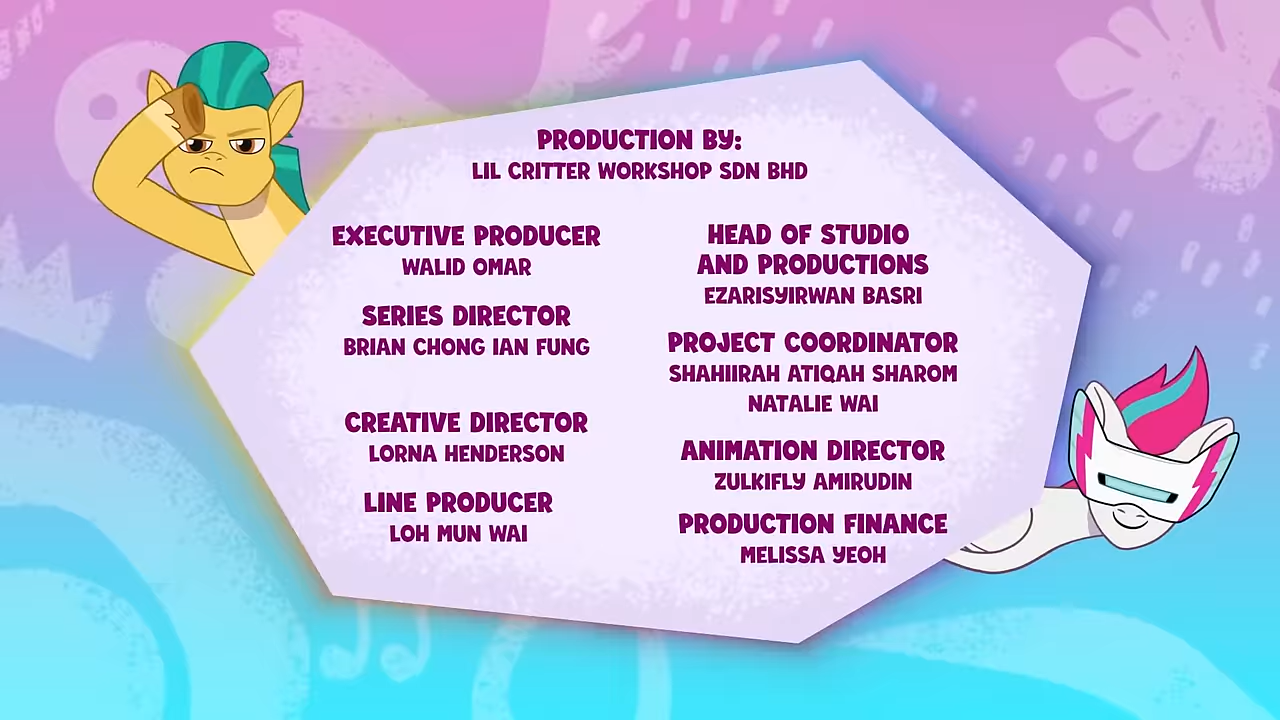 PRODUCTION BY:
LIL CRITTER WORKSHOP SDN BHD
EXECUTIVE PRODUCER
WALID OMAR
SERIES DIRECTOR
BRIAN CHONG IAN FUNG
CREATIVE DIRECTOR
LORNA HENDERSON
LINE PRODUCER
LOH MUN WAI
HEAD OF STUDIO
AND PRODUCTIONS
EZARISYIRWAN BASRI
PROJECT COORDINATOR
SHAHIIRAH ATIQAH SHAROM
NATALIE WAI
ANIMATION DIRECTOR
ZULKIFLY AMIRUDIN
PRODUCTION FINANCE
MELISSA YEOH